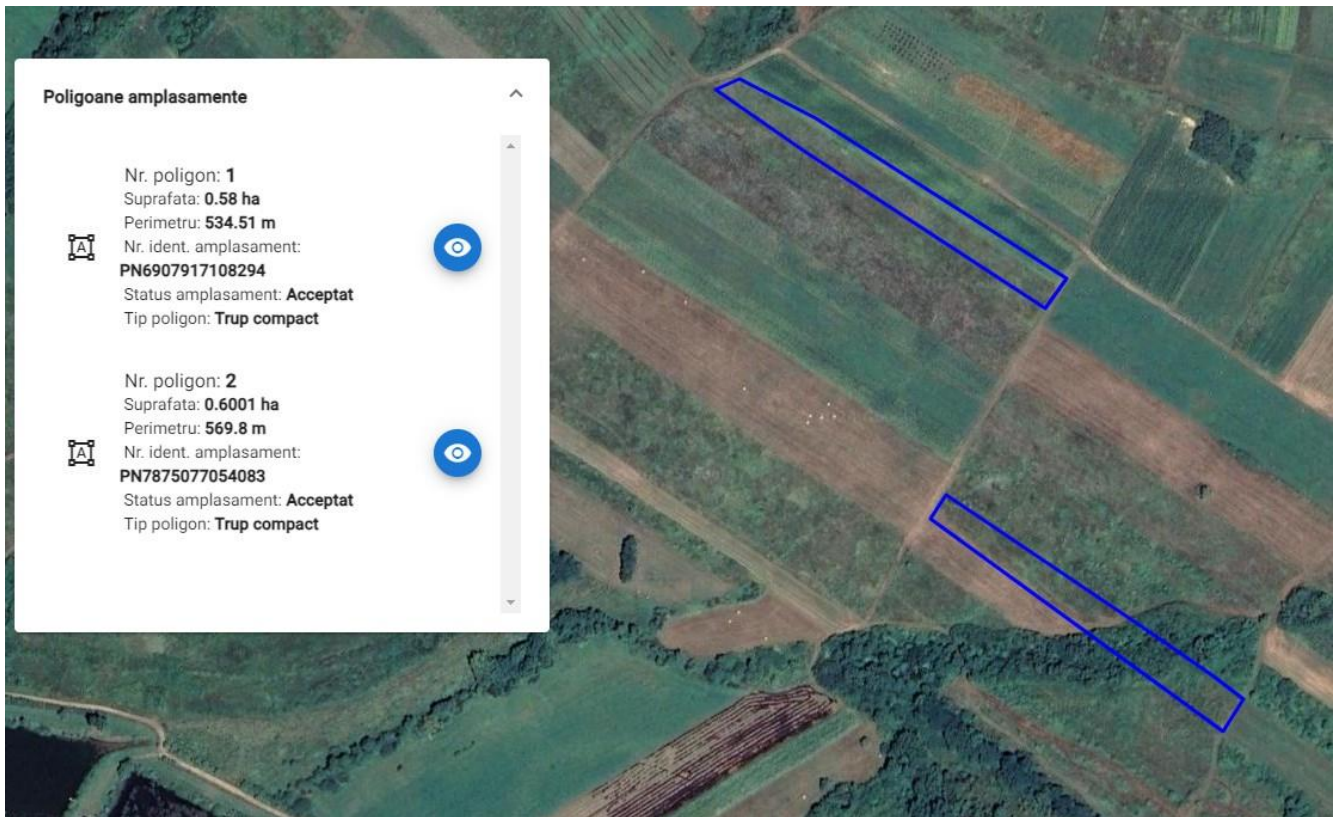 Poligoane amplasamente
Nr. poligon: 1
Suprafata: 0.58 ha
Perimetru: 534.51 m
Nr. ident. amplasament:
PN6907917108294
Status amplasament: Acceptat
Tip poligon: Trup compact
Nr. poligon: 2
Suprafata: 0.6001 ha
Perimetru: 569.8 m
Nr. ident. amplasament:
PN7875077054083
Status amplasament: Acceptat
Tip poligon: Trup compact